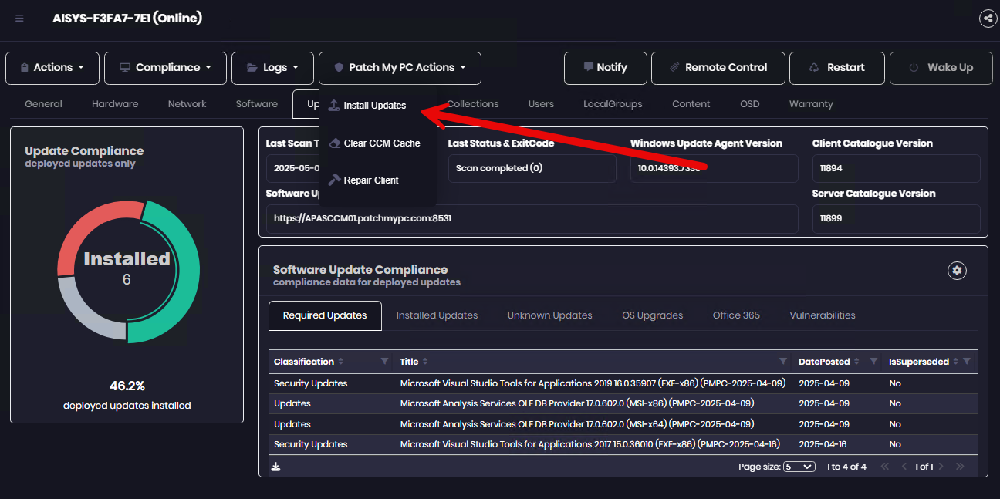 AISYS-F3FA7-7E1 (Online)
Actions Compliance Logs Patch My PC Actions Notify Remote Control Restart Wake Up
General Hardware Network Software Collections Users LocalGroups Content OSD Warranty
Install Updates
Clear CCM Cache
Repair Client
Update Compliance
deployed updates only
Installed
6
46.2%
deployed updates installed
Last Scan Last Status & ExitCode Windows Update Agent Version Client Catalogue Version
Scan completed (0) 11894
Software Server Catalogue Version
https://APASCCM01.patchmypc.com:8531 11899
Software Update Compliance
compliance data for deployed updates
Required Updates Installed Updates Unknown Updates OS Upgrades Office 365 Vulnerabilities
Classification Title DatePosted IsSuperseded
Security Updates Microsoft Visual Studio Tools for Applications 2019 16.0.35907 (EXE-x86) (PMPC-2025-04-09) 2025-04-09 No
Updates Microsoft Analysis Services OLE DB Provider 17.0.602.0 (MSI-x86) (PMPC-2025-04-09) 2025-04-09 No
Updates Microsoft Analysis Services OLE DB Provider 17.0.602.0 (MSI-x64) (PMPC-2025-04-09) 2025-04-09 No
Security Updates Microsoft Visual Studio Tools for Applications 2017 15.0.36010 (EXE-x86) (PMPC-2025-04-16) 2025-04-16 No
Page size: 5 1 to 4 of 4 1 of 1